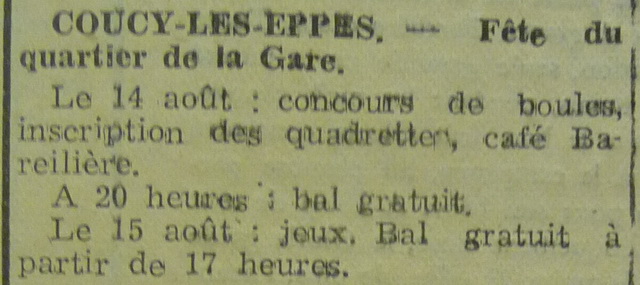 COUCY-LES-EPPES. — Fête du
quartier de la Gare.
Le 14 août : concours de boules,
inscription des quadrettes, café Ba-
reilière.
A 20 heures : bal gratuit.
Le 15 août : jeux. Bal gratuit à
partir de 17 heures.